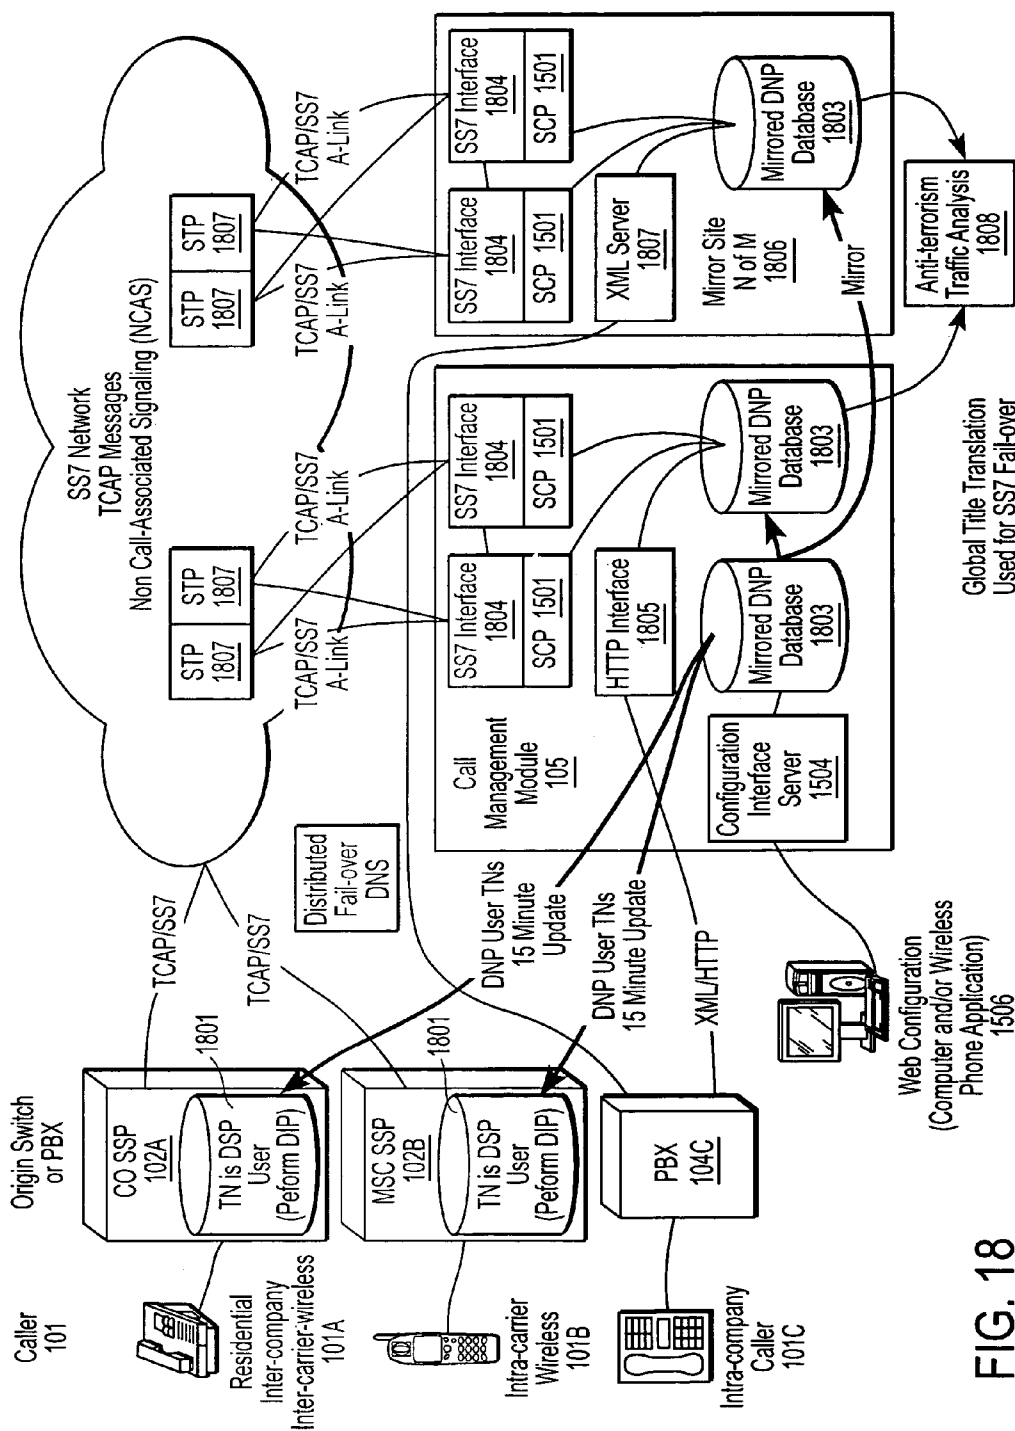 Caller
101
Origin Switch
or PBX
SS7 Network
TCAP Messages
Non Call-Associated Signaling (NCAS)
STP
1807
STP
1807
STP
1807
STP
1807
TCAP/SS7
TCAP/SS7
TCAP/SS7
A-Link
TCAP/SS7
A-Link
TCAP/SS7
A-Link
TCAP/SS7
A-Link
CO SSP
102A
1801
TN is DSP
User
(Peform DIP)
Residential
Inter-company
Inter-carrier-wireless
101A
Distributed
Fail-over
DNS
MSC SSP
102B
1801
TN is DSP
User
(Peform DIP)
Intra-carrier
Wireless
101B
DNP User TNs
15 Minute
Update
DNP User TNs
15 Minute Update
XML/HTTP
PBX
104C
Intra-company
Caller
101C
Call
Management
Module
105
SS7 Interface
1804
SCP 1501
SS7 Interface
1804
SCP 1501
HTTP Interface
1805
Configuration
Interface
Server
1504
Mirrored DNP
Database
1803
Mirrored DNP
Database
1803
SS7 Interface
1804
SCP 1501
SS7 Interface
1804
SCP 1501
XML Server
1807
Mirror Site
N of M
1806
Mirrored DNP
Database
1803
Mirror
Anti-terrorism
Traffic Analysis
1808
Web Configuration
(Computer and/or Wireless
Phone Application)
1506
Global Title Translation
Used for SS7 Fail-over
FIG. 18